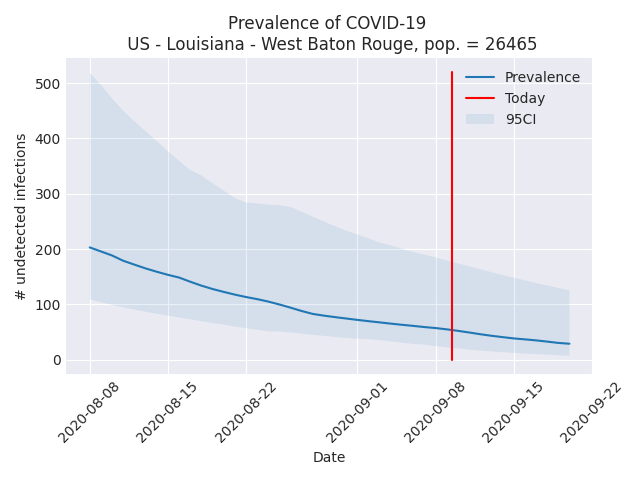 Prevalence of COVID-19
US - Louisiana - West Baton Rouge, pop. = 26465
Prevalence
Today
95CI
# undetected infections
500
400
300
200
100
0
2020-08-08
2020-08-15
2020-08-22
2020-09-01
2020-09-08
2020-09-15
2020-09-22
Date